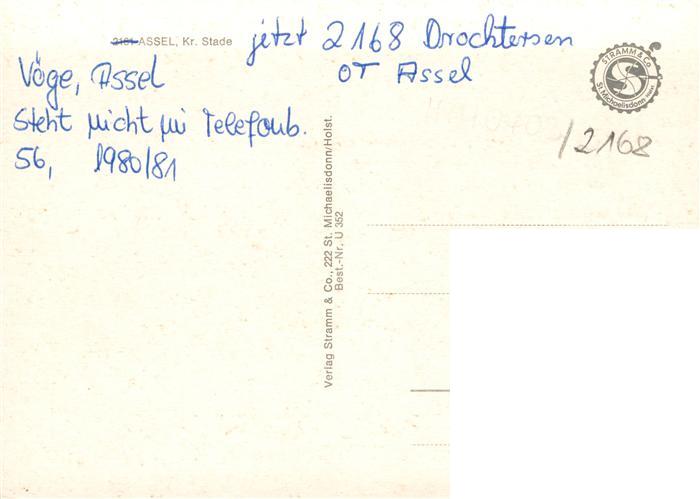 2161 ASSEL, Kr. Stade jetzt 2168 Drochtersen
OT Assel
Vöge, Assel
Steht nicht im Telefonb.
56, 1980/81
STRAMM & Co
St. Michaelisdonn Holst.
/2168
Verlag Stramm & Co., 222 St. Michaelisdonn/Holst.
Best.-Nr. U 352